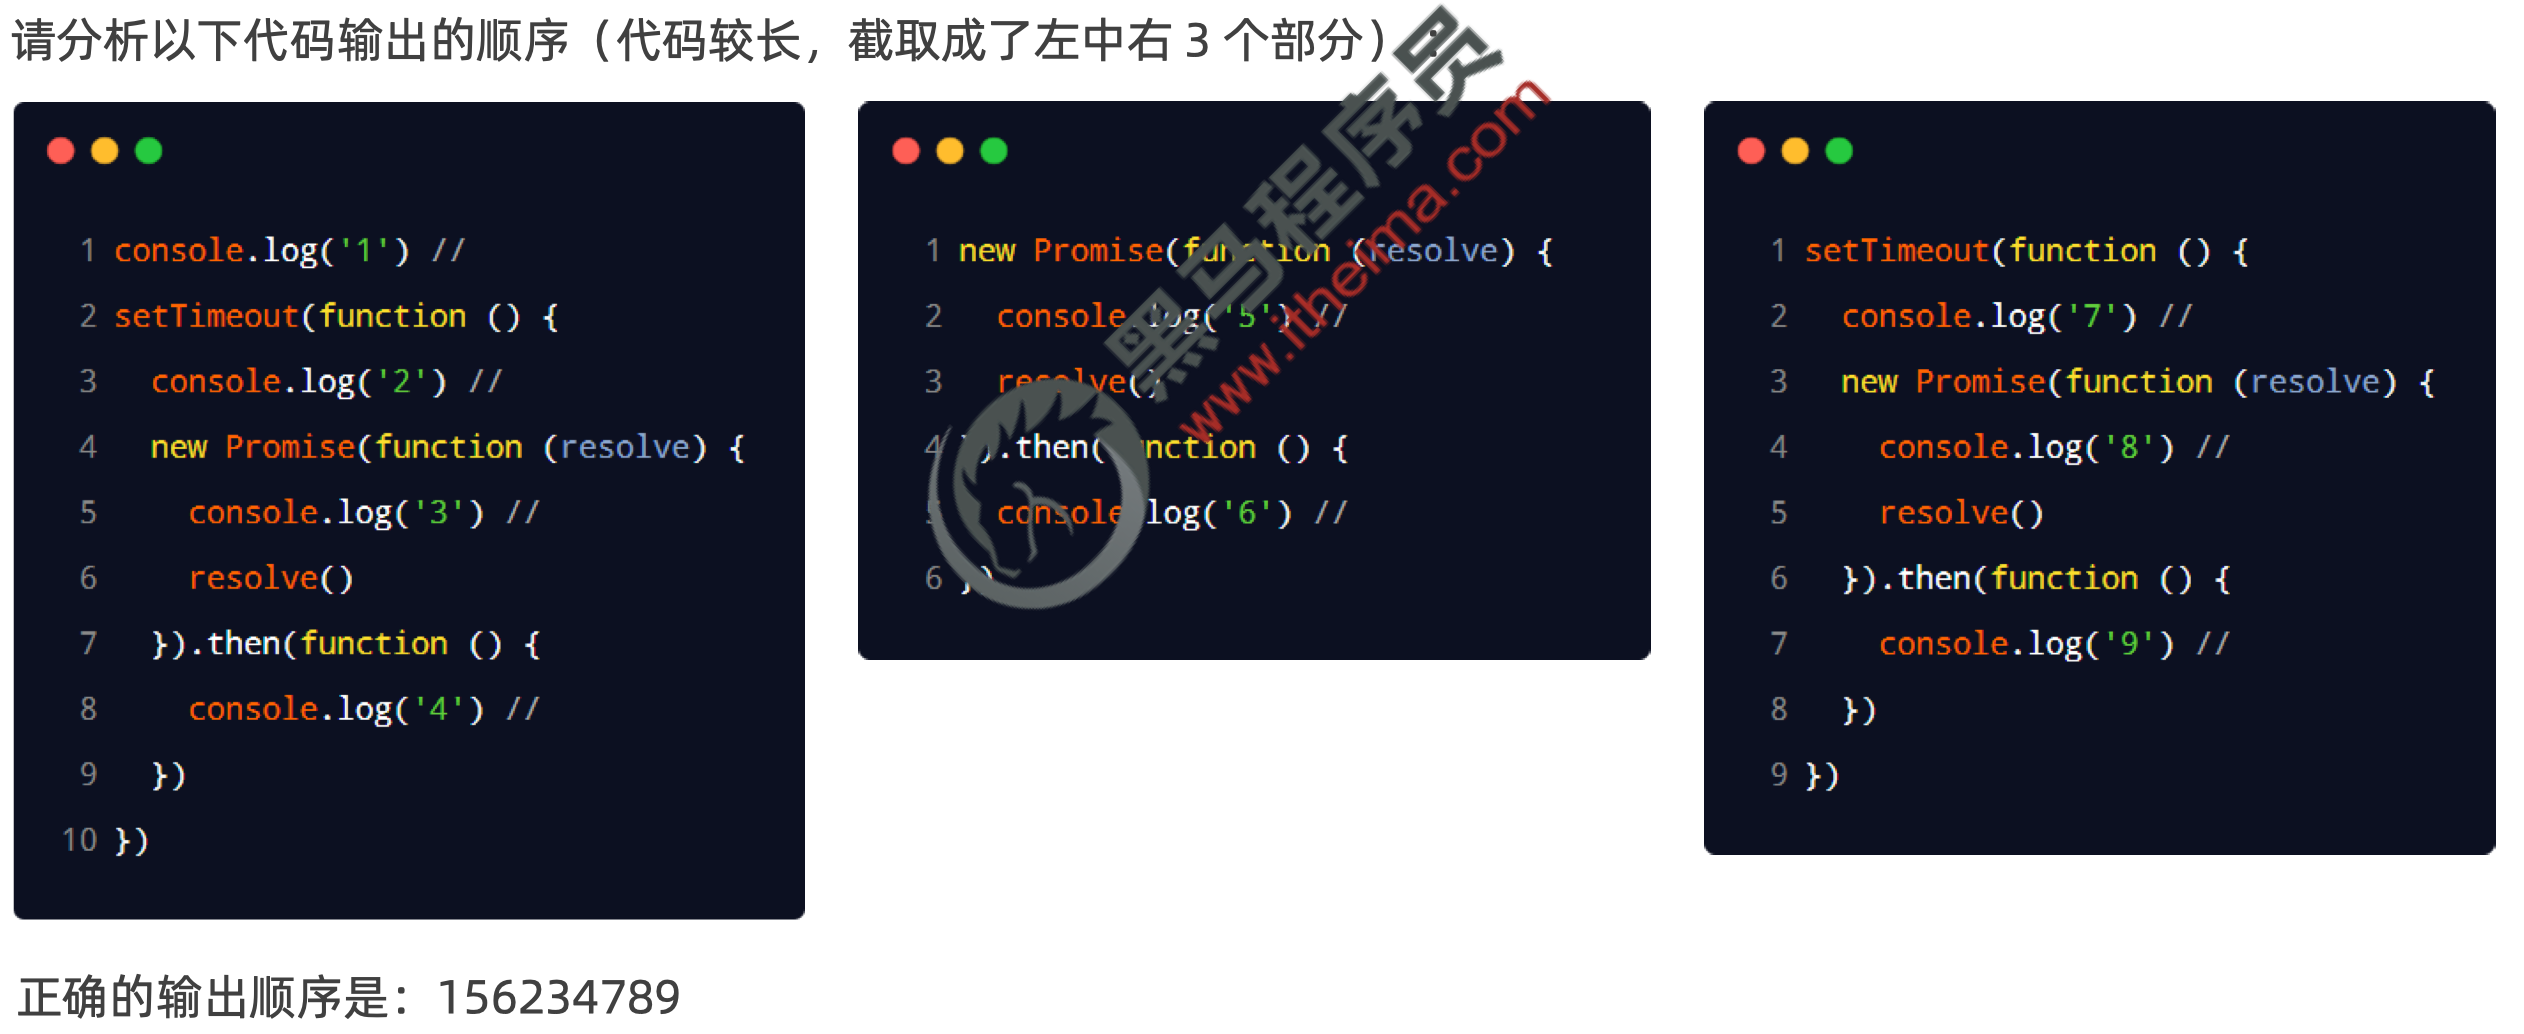 请分析以下代码输出的顺序（代码较长，截取成了左中右 3 个部分）：
1 console.log('1') //
2 setTimeout(function () {
3   console.log('2') //
4   new Promise(function (resolve) {
5     console.log('3') //
6     resolve()
7   }).then(function () {
8     console.log('4') //
9   })
10 })
1 new Promise(function (resolve) {
2   console.log('5') //
3   resolve()
4 }).then(function () {
5   console.log('6') //
6 })
1 setTimeout(function () {
2   console.log('7') //
3   new Promise(function (resolve) {
4     console.log('8') //
5     resolve()
6   }).then(function () {
7     console.log('9') //
8   })
9 })
黑马程序员
www.itheima.com
正确的输出顺序是：156234789